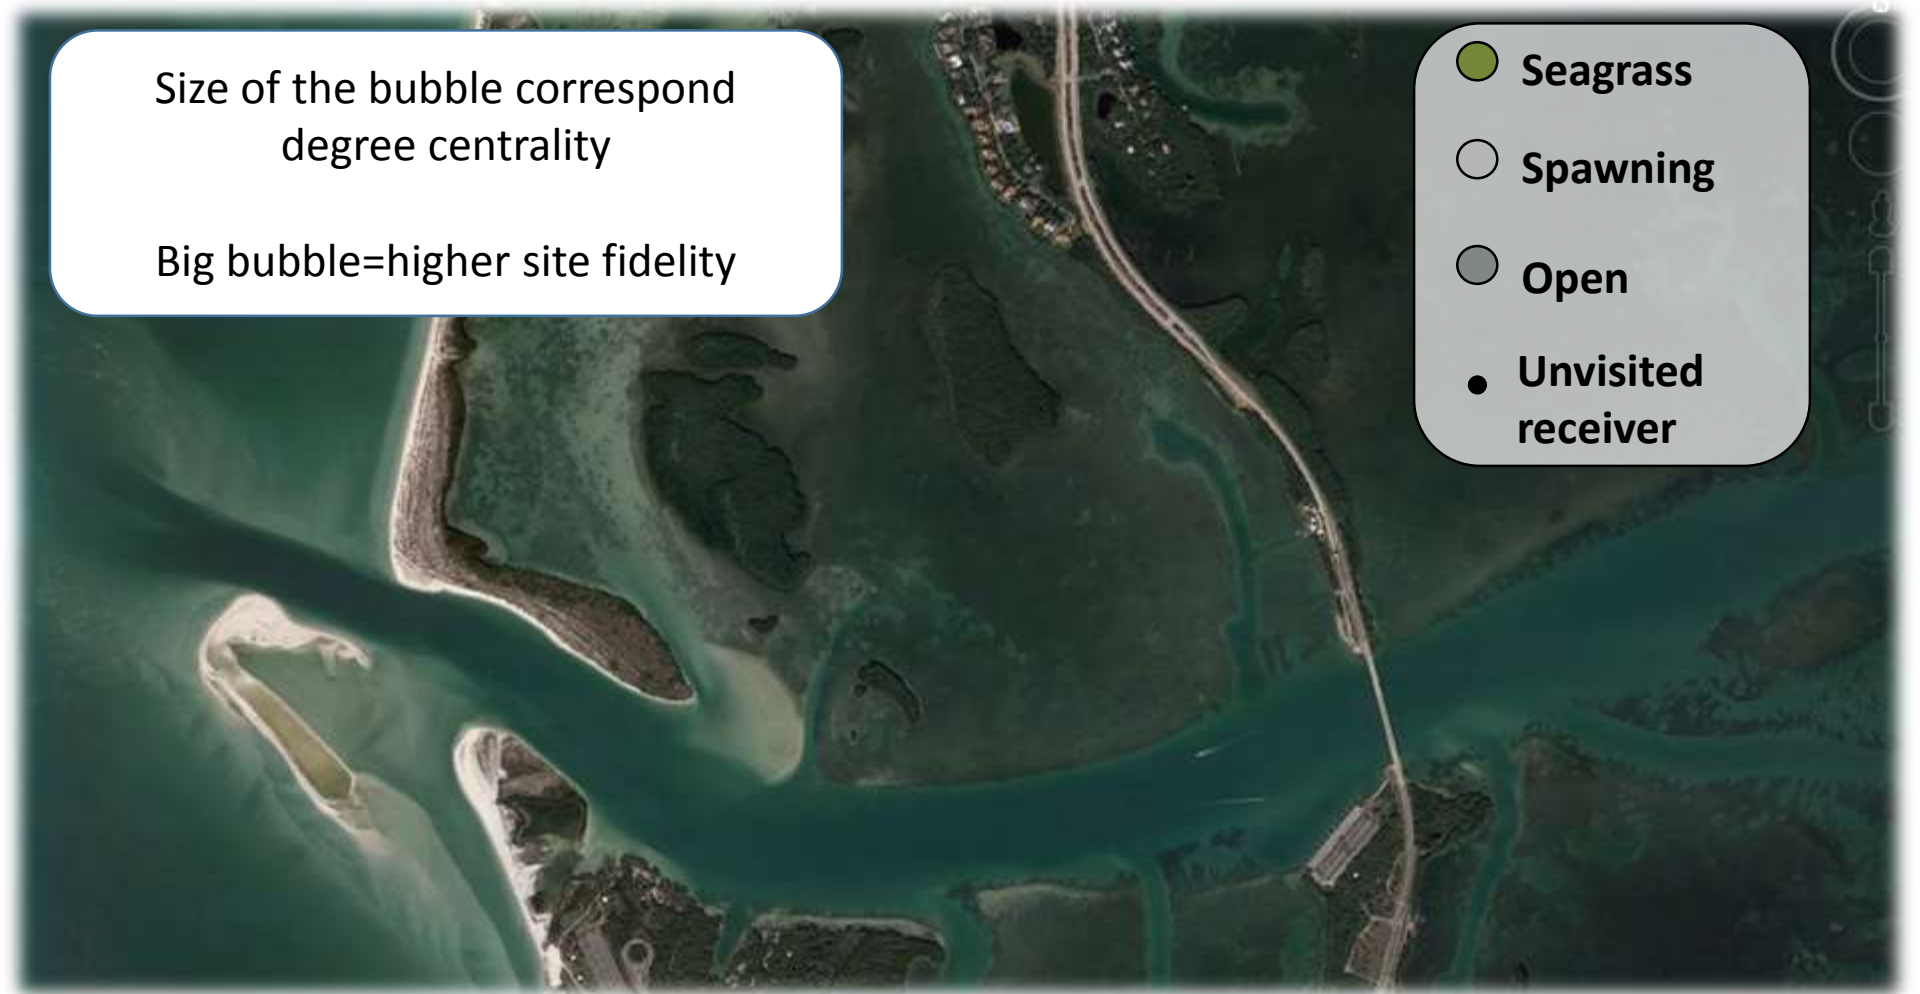 Size of the bubble correspond
degree centrality
Big bubble=higher site fidelity
Seagrass
Spawning
Open
Unvisited
receiver